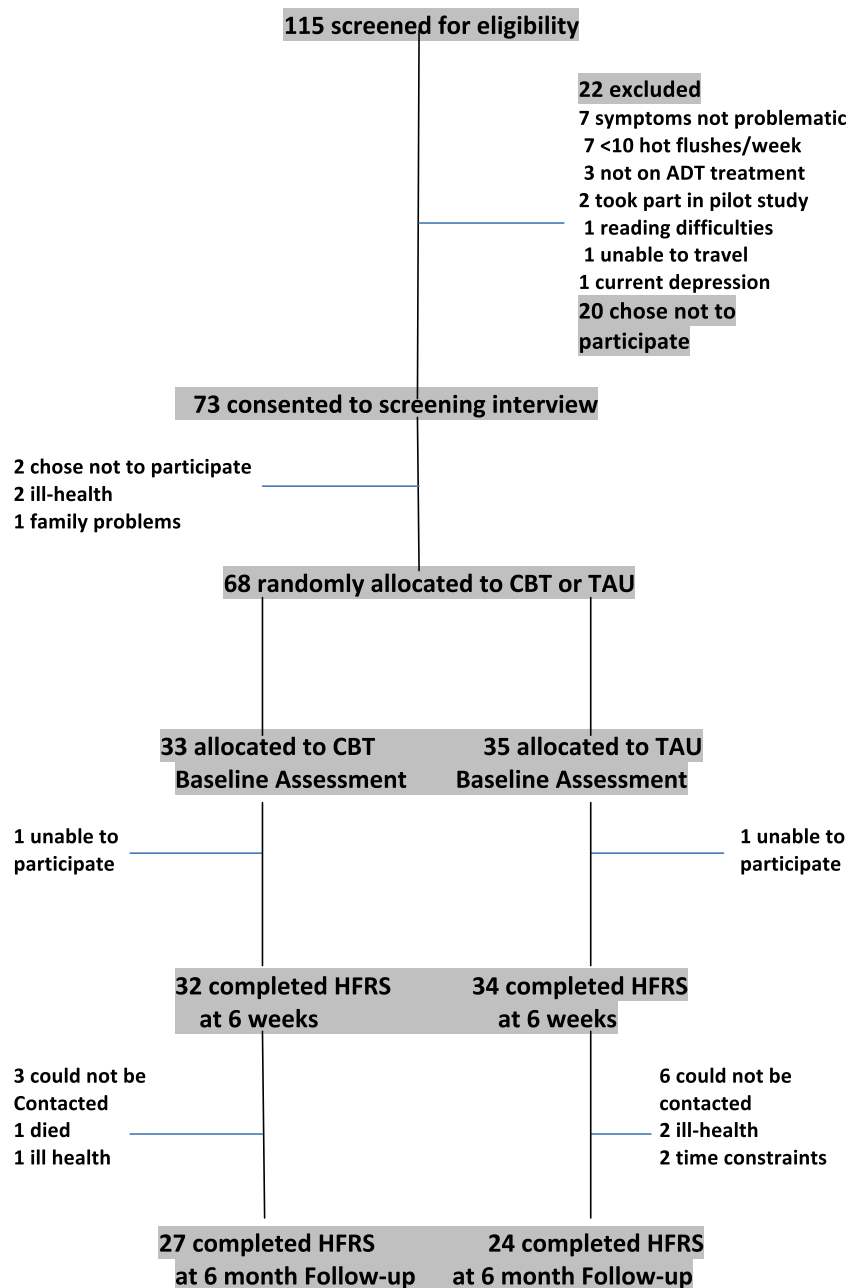 115 screened for eligibility
22 excluded
7 symptoms not problematic
7 <10 hot flushes/week
3 not on ADT treatment
2 took part in pilot study
1 reading difficulties
1 unable to travel
1 current depression
20 chose not to
participate
73 consented to screening interview
2 chose not to participate
2 ill-health
1 family problems
68 randomly allocated to CBT or TAU
33 allocated to CBT
Baseline Assessment
35 allocated to TAU
Baseline Assessment
1 unable to
participate
1 unable to
participate
32 completed HFRS
at 6 weeks
34 completed HFRS
at 6 weeks
3 could not be
Contacted
1 died
1 ill health
6 could not be
contacted
2 ill-health
2 time constraints
27 completed HFRS
at 6 month Follow-up
24 completed HFRS
at 6 month Follow-up